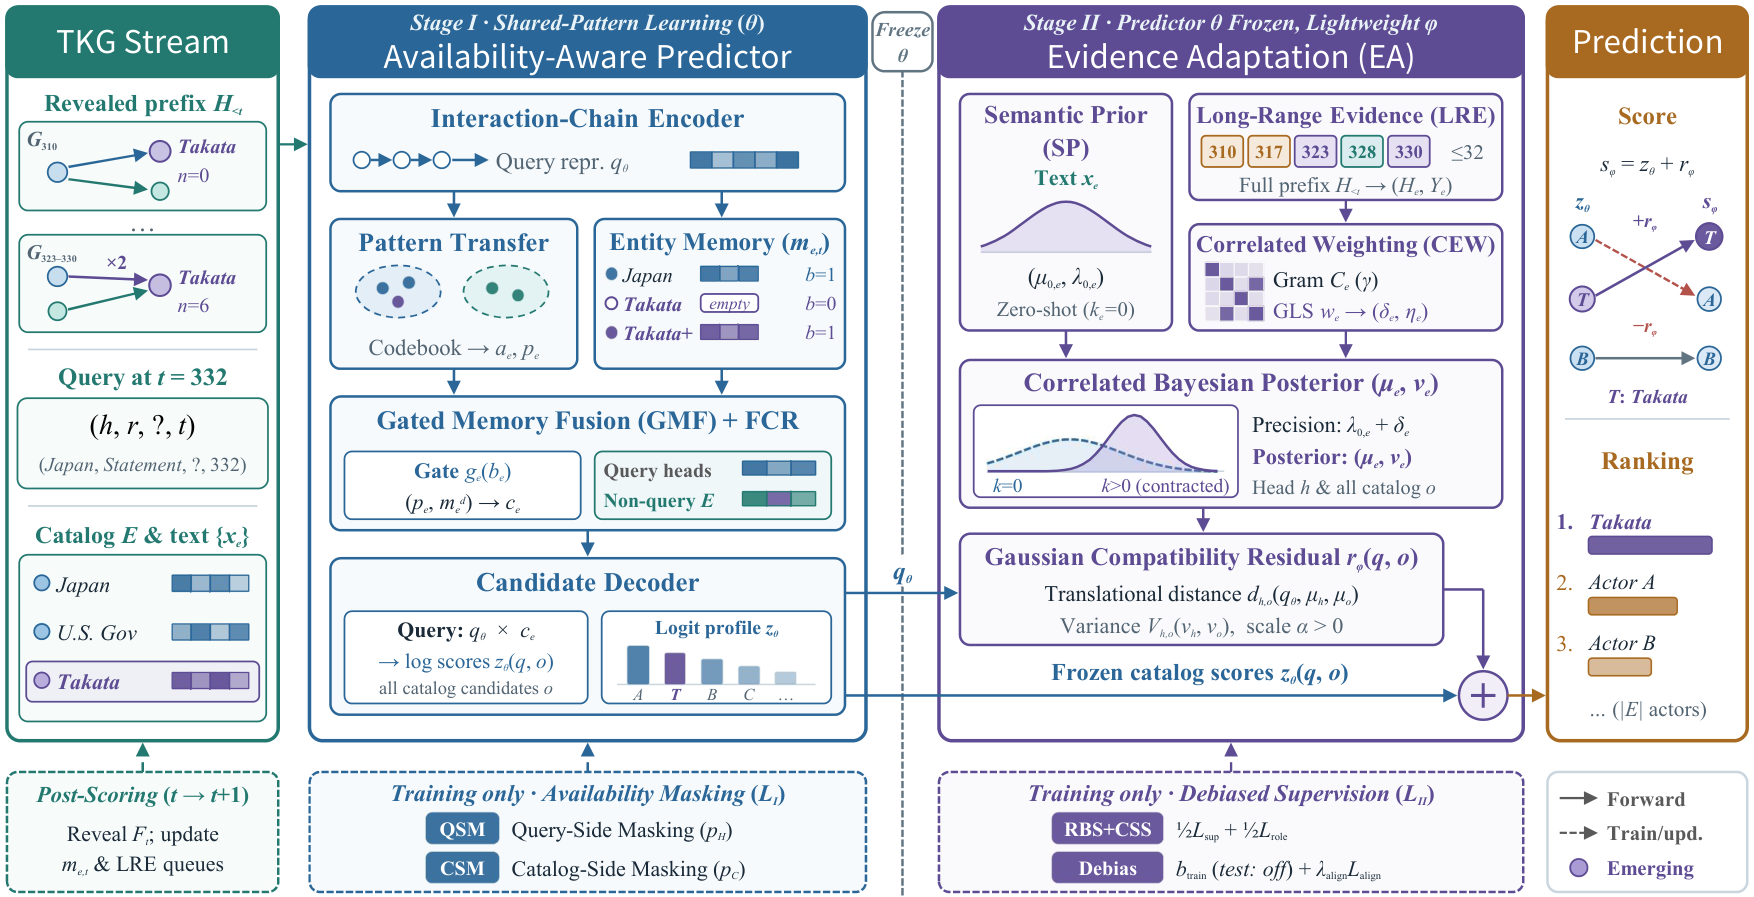 TKG Stream
Revealed prefix H<t
G310
Takata
n=0
...
G323–330
×2
Takata
n=6
Query at t = 332
(h, r, ?, t)
(Japan, Statement, ?, 332)
Catalog E & text {xe}
Japan
U.S. Gov
Takata
Post-Scoring (t → t+1)
Reveal Ft; update
me,t & LRE queues
Stage I · Shared-Pattern Learning (θ)
Availability-Aware Predictor
Interaction-Chain Encoder
Query repr. qθ
Pattern Transfer
Codebook → ae, pe
Entity Memory (me,t)
Japan
b=1
Takata
empty
b=0
Takata+
b=1
Gated Memory Fusion (GMF) + FCR
Gate ge(be)
(pe, me^d) → ce
Query heads
Non-query E
Candidate Decoder
Query: qθ × ce
→ log scores zθ(q, o)
all catalog candidates o
Logit profile zθ
A T B C ...
Training only · Availability Masking (LI)
QSM
Query-Side Masking (pH)
CSM
Catalog-Side Masking (pC)
Freeze
θ
qθ
Stage II · Predictor θ Frozen, Lightweight φ
Evidence Adaptation (EA)
Semantic Prior
(SP)
Text xe
(μ0,e, λ0,e)
Zero-shot (ke=0)
Long-Range Evidence (LRE)
310 317 323 328 330 ≤32
Full prefix H<t → (He, Ye)
Correlated Weighting (CEW)
Gram Ce (γ)
GLS we → (δe, ηe)
Correlated Bayesian Posterior (μe, νe)
k=0
k>0 (contracted)
Precision: λ0,e + δe
Posterior: (μe, νe)
Head h & all catalog o
Gaussian Compatibility Residual rφ(q, o)
Translational distance dh,o(qθ, μh, μo)
Variance Vh,o(νh, νo), scale α > 0
Frozen catalog scores zθ(q, o)
+
Training only · Debiased Supervision (LII)
RBS+CSS
½Lsup + ½Lrole
Debias
btrain (test: off) + λalignLalign
Prediction
Score
sφ = zθ + rφ
zθ
sφ
+rφ
A
T
T
A
−rφ
B
B
T: Takata
Ranking
1. Takata
2. Actor A
3. Actor B
... (|E| actors)
Forward
Train/upd.
Emerging